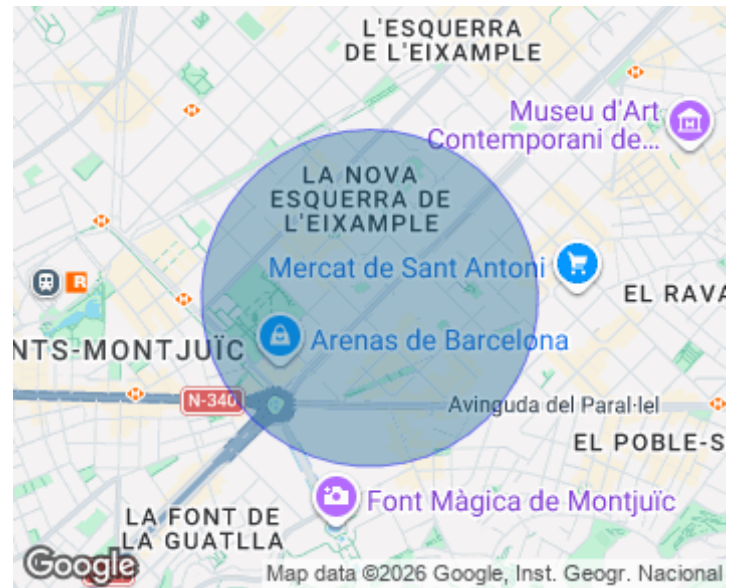 L'ESQUERRA
DE L'EIXAMPLE
Museu d'Art
Contemporani de...
LA NOVA
ESQUERRA DE
L'EIXAMPLE
Mercat de Sant Antoni
R
EL RAVA
NTS-MONTJUÏC
Arenas de Barcelona
N-340
Avinguda del Paral·lel
EL POBLE-S
Font Màgica de Montjuïc
LA FONT DE
LA GUATLLA
Google
Map data ©2026 Google, Inst. Geogr. Nacional